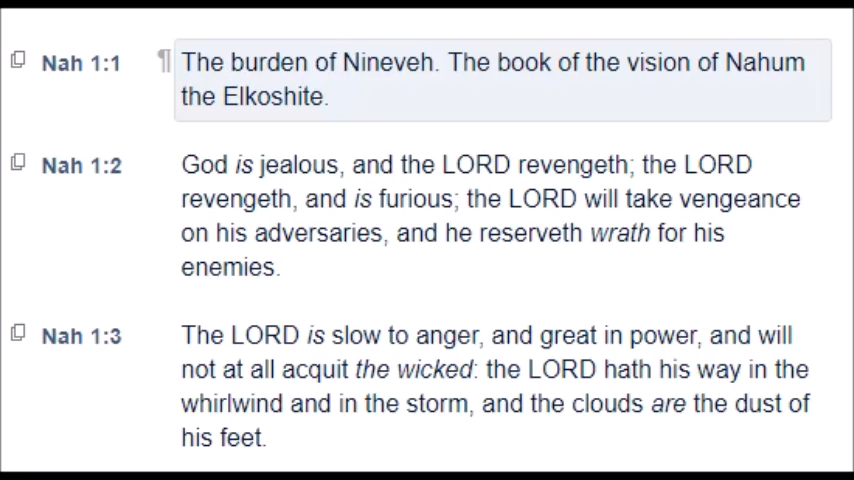 Nah 1:1 ¶ The burden of Nineveh. The book of the vision of Nahum
the Elkoshite.
Nah 1:2 God is jealous, and the LORD revengeth; the LORD
revengeth, and is furious; the LORD will take vengeance
on his adversaries, and he reserveth wrath for his
enemies.
Nah 1:3 The LORD is slow to anger, and great in power, and will
not at all acquit the wicked: the LORD hath his way in the
whirlwind and in the storm, and the clouds are the dust of
his feet.